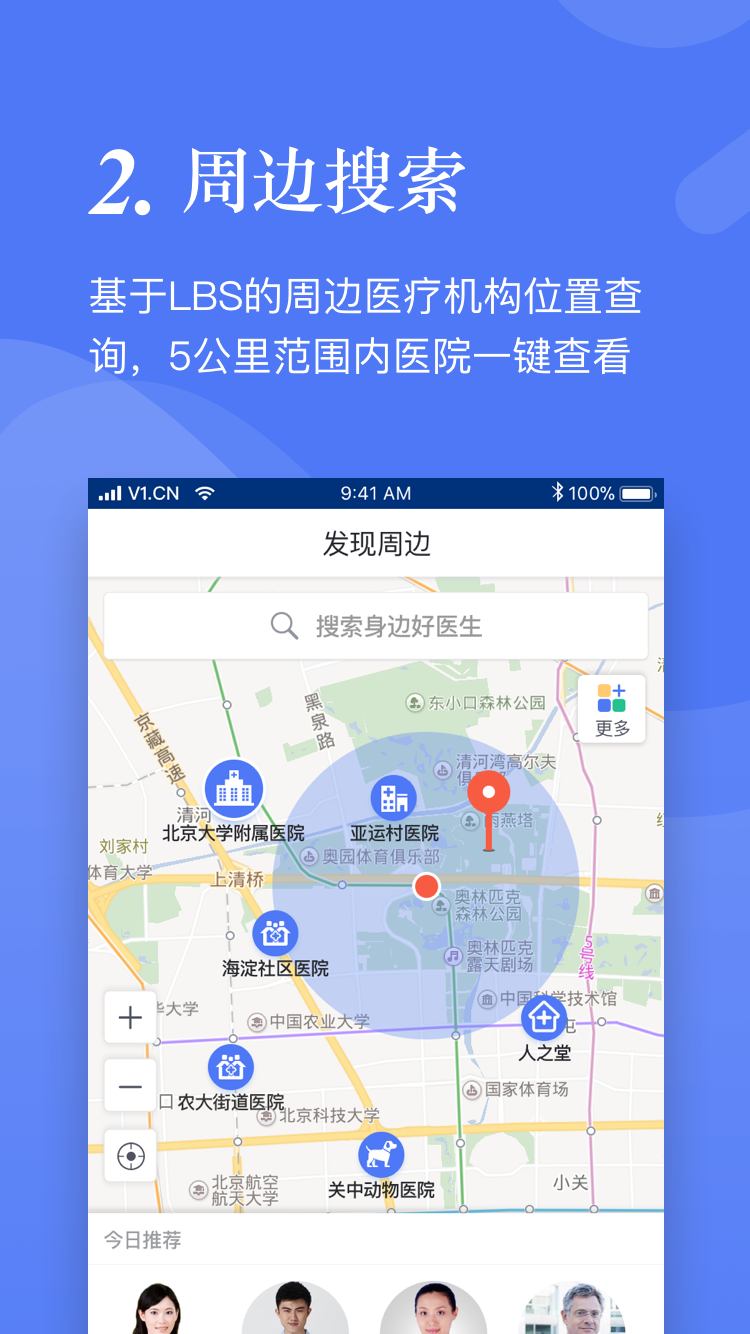 2. 周边搜索
基于LBS的周边医疗机构位置查
询，5公里范围内医院一键查看
V1.CN
9:41 AM
100%
发现周边
搜索身边好医生
更多
东小口森林公园
黑泉路
京藏高速
清河湾高尔夫
俱
清河
北京大学附属医院
亚运村医院
雨燕塔
刘家村
体育大学
奥园体育俱乐部
上清桥
奥林匹克
森林公园
海淀社区医院
奥林匹克
露天剧场
5号线
中国科学技术馆
华大学
中国农业大学
屯
人之堂
国家体育场
口
农大街道医院
北京科技大学
北京航空
航天大学
关中动物医院
小关
今日推荐